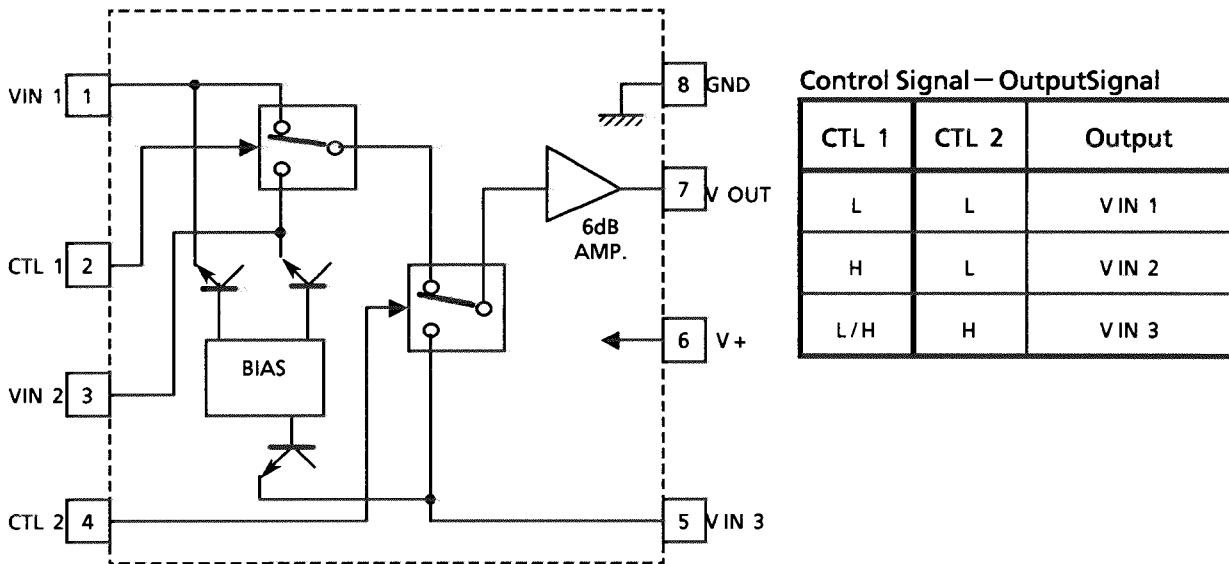 VIN 1 1
CTL 1 2
VIN 2 3
CTL 2 4
BIAS
6dB
AMP.
8 GND
7 V OUT
6 V+
5 V IN 3
Control Signal — OutputSignal
CTL 1 CTL 2 Output
L L V IN 1
H L V IN 2
L/H H V IN 3